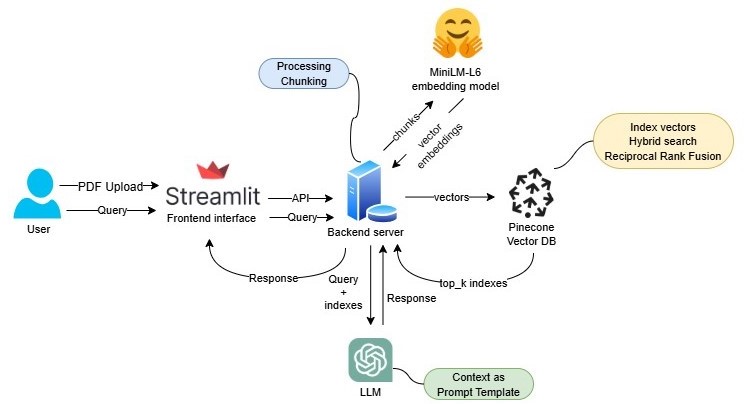 Processing
Chunking
MiniLM-L6
embedding model
chunks
vector
embeddings
Index vectors
Hybrid search
Reciprocal Rank Fusion
PDF Upload
Query
User
Streamlit
Frontend interface
API
Query
Backend server
vectors
Pinecone
Vector DB
Response
Query
+
indexes
Response
top_k indexes
LLM
Context as
Prompt Template